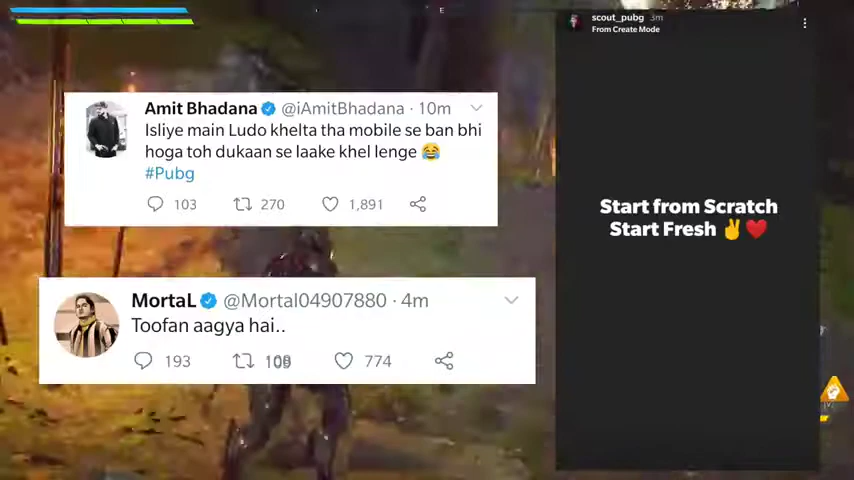 E
scout_pubg 3m
From Create Mode
Amit Bhadana @iAmitBhadana · 10m
Isliye main Ludo khelta tha mobile se ban bhi
hoga toh dukaan se laake khel lenge 😂
#Pubg
103 270 1,891
Start from Scratch
Start Fresh ✌️❤️
MortaL @Mortal04907880 · 4m
Toofan aagya hai..
193 774